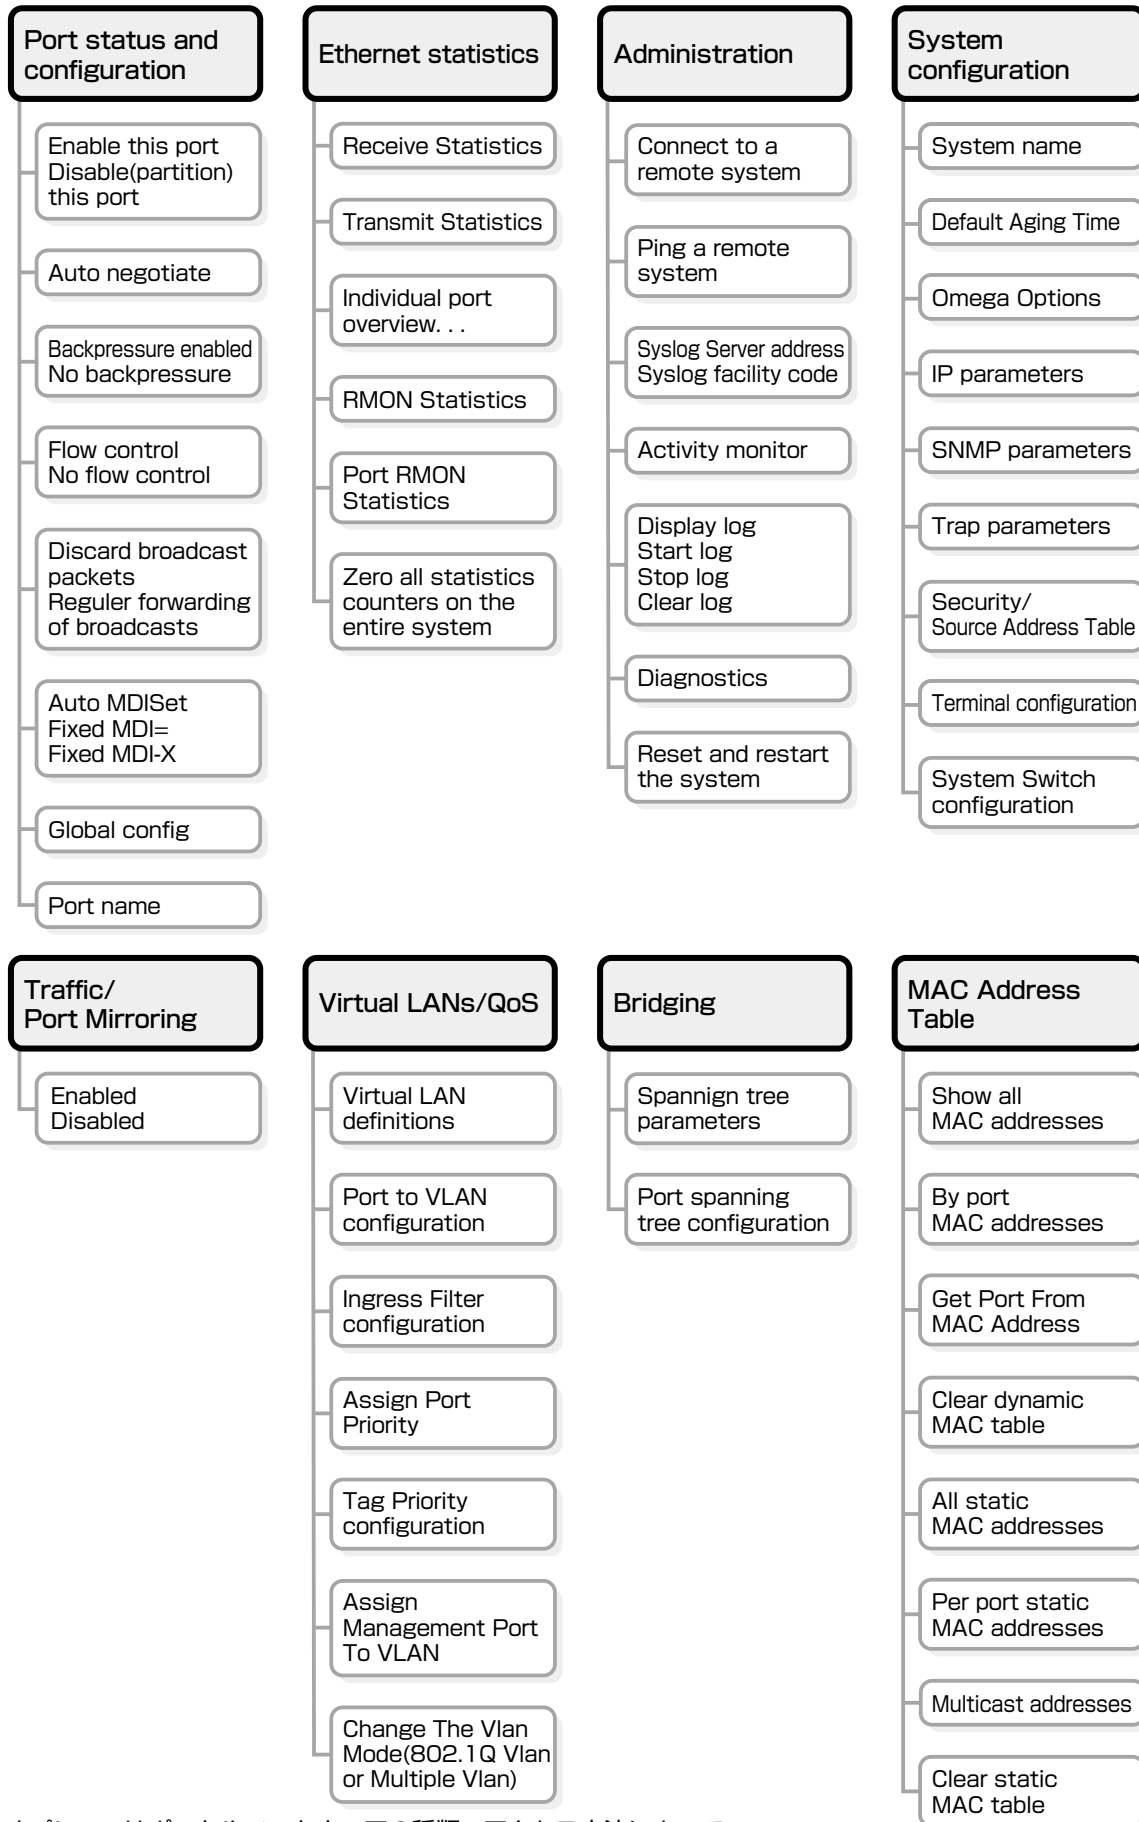 Port status and
configuration
Enable this port
Disable(partition)
this port
Auto negotiate
Backpressure enabled
No backpressure
Flow control
No flow control
Discard broadcast
packets
Reguler forwarding
of broadcasts
Auto MDISet
Fixed MDI=
Fixed MDI-X
Global config
Port name
Ethernet statistics
Receive Statistics
Transmit Statistics
Individual port
overview. . .
RMON Statistics
Port RMON
Statistics
Zero all statistics
counters on the
entire system
Administration
Connect to a
remote system
Ping a remote
system
Syslog Server address
Syslog facility code
Activity monitor
Display log
Start log
Stop log
Clear log
Diagnostics
Reset and restart
the system
System
configuration
System name
Default Aging Time
Omega Options
IP parameters
SNMP parameters
Trap parameters
Security/
Source Address Table
Terminal configuration
System Switch
configuration
Traffic/
Port Mirroring
Enabled
Disabled
Virtual LANs/QoS
Virtual LAN
definitions
Port to VLAN
configuration
Ingress Filter
configuration
Assign Port
Priority
Tag Priority
configuration
Assign
Management Port
To VLAN
Change The Vlan
Mode(802.1Q Vlan
or Multiple Vlan)
Bridging
Spannign tree
parameters
Port spanning
tree configuration
MAC Address
Table
Show all
MAC addresses
By port
MAC addresses
Get Port From
MAC Address
Clear dynamic
MAC table
All static
MAC addresses
Per port static
MAC addresses
Multicast addresses
Clear static
MAC table